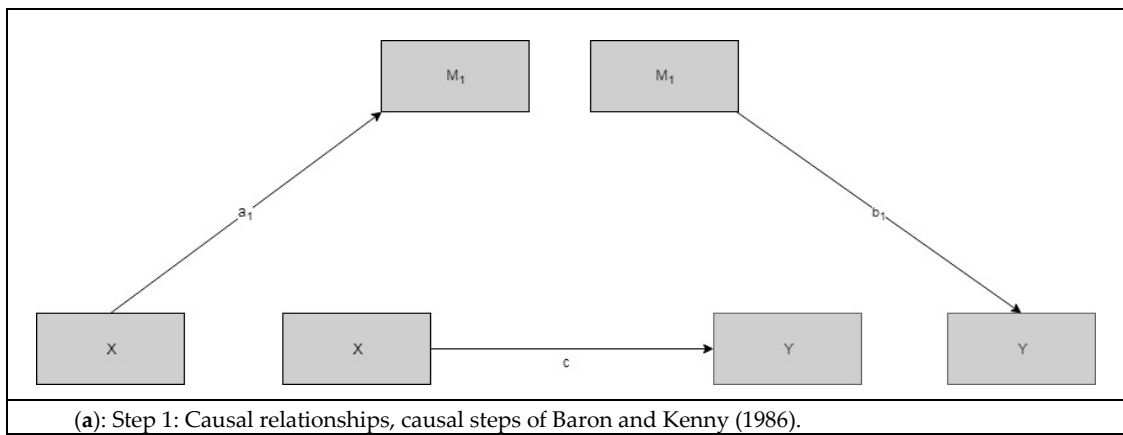 M₁ M₁
a₁ b₁
X X Y Y
c
(a): Step 1: Causal relationships, causal steps of Baron and Kenny (1986).